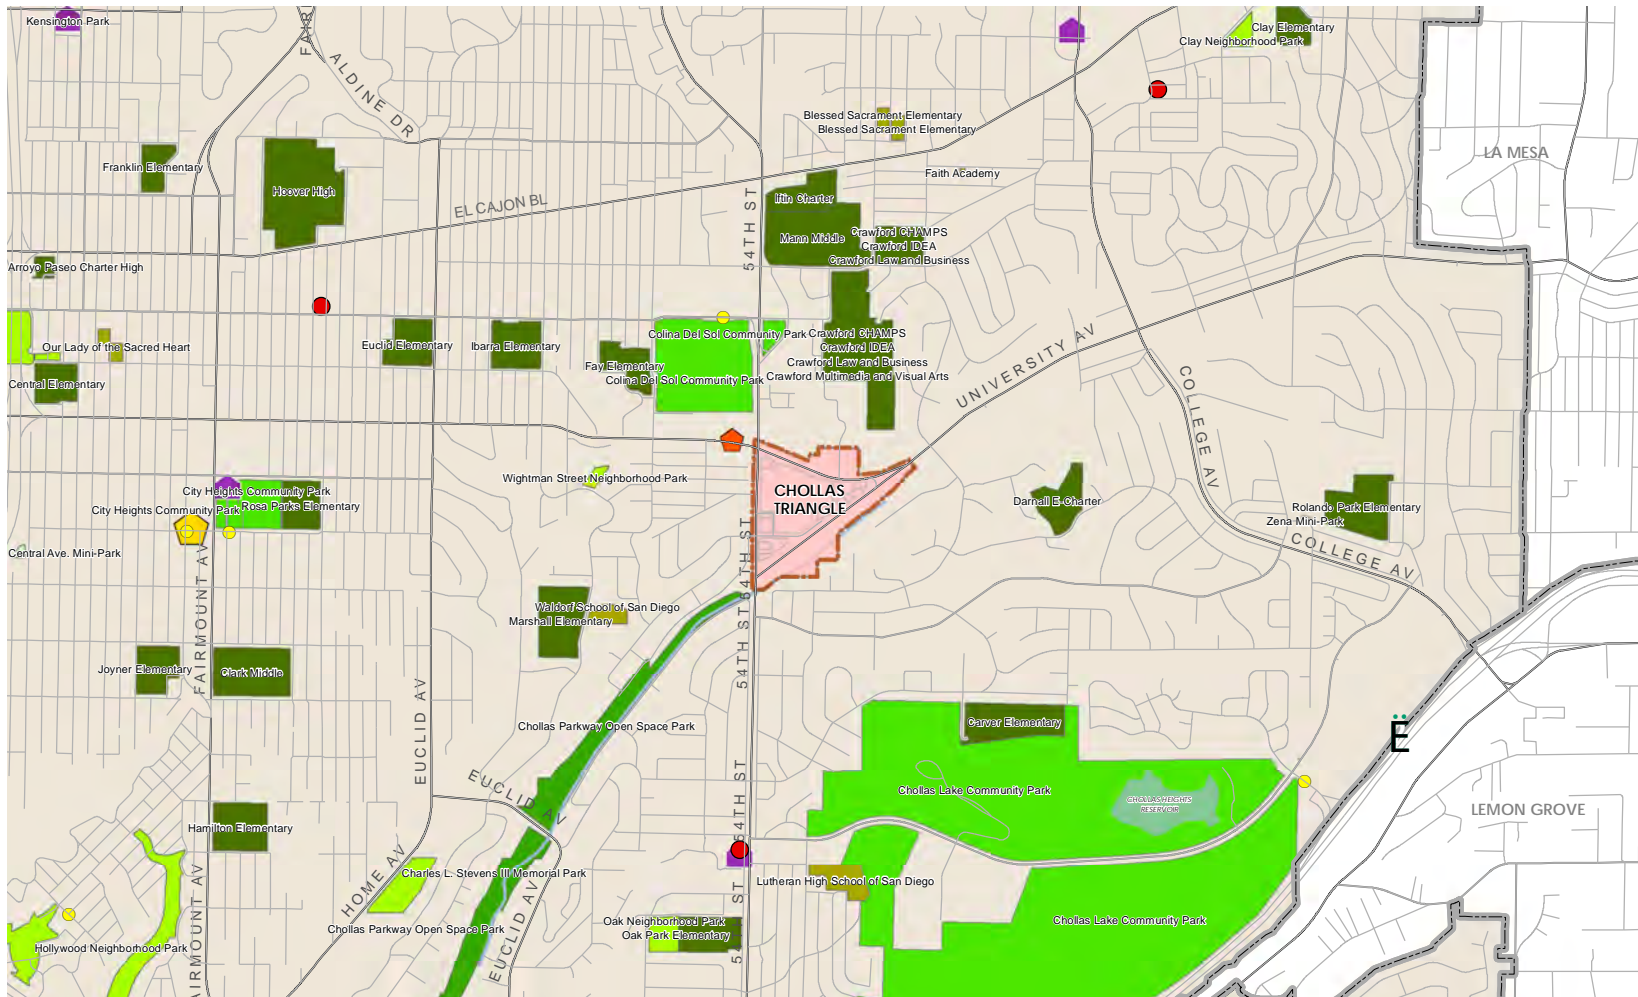 Kensington Park
FAIR
ALDINE DR
Clay Elementary
Clay Neighborhood Park
Blessed Sacrament Elementary
Blessed Sacrament Elementary
LA MESA
Franklin Elementary
Hoover High
Faith Academy
EL CAJON BL
54TH ST
Iftin Charter
Mann Middle
Crawford CHAMPS
Crawford IDEA
Crawford Law and Business
Arroyo Paseo Charter High
Our Lady of the Sacred Heart
Euclid Elementary
Ibarra Elementary
Colina Del Sol Community Park
Crawford CHAMPS
Crawford IDEA
Crawford Law and Business
Crawford Multimedia and Visual Arts
Fay Elementary
Colina Del Sol Community Park
Central Elementary
UNIVERSITY AV
COLLEGE AV
Wightman Street Neighborhood Park
CHOLLAS
TRIANGLE
City Heights Community Park
Rosa Parks Elementary
City Heights Community Park
Darnall E-Charter
Rolando Park Elementary
Zena Mini-Park
COLLEGE AV
Central Ave. Mini-Park
54TH ST
FAIRMOUNT AV
Waldorf School of San Diego
Marshall Elementary
54TH ST
Joyner Elementary
Clark Middle
EUCLID AV
Chollas Parkway Open Space Park
Carver Elementary
Ë
EUCLID AV
54TH ST
Chollas Lake Community Park
CHOLLAS HEIGHTS
RESERVOIR
LEMON GROVE
Hamilton Elementary
HOME AV
Charles L. Stevens III Memorial Park
Lutheran High School of San Diego
FAIRMOUNT AV
EUCLID AV
54TH ST
Oak Neighborhood Park
Oak Park Elementary
Chollas Lake Community Park
Chollas Parkway Open Space Park
Hollywood Neighborhood Park